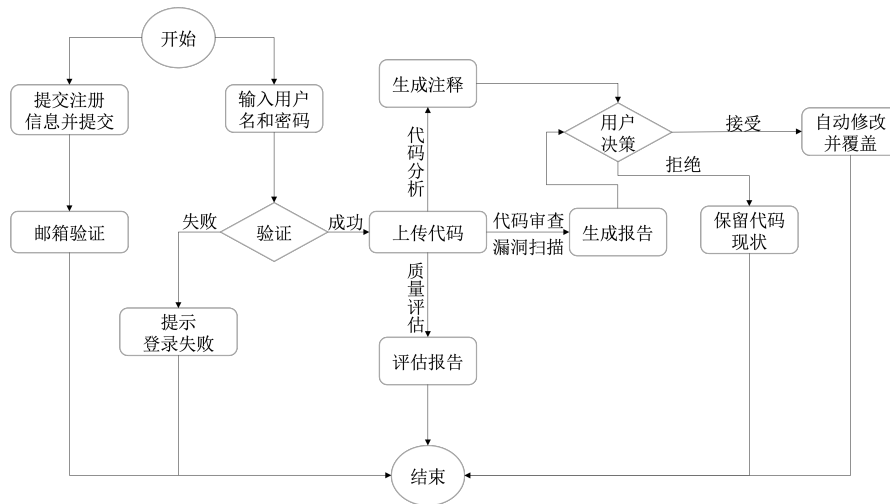 开始
提交注册
信息并提交
输入用户
名和密码
生成注释
用户
决策
接受
自动修改
并覆盖
代码分析
拒绝
邮箱验证
失败
验证
成功
上传代码
代码审查
漏洞扫描
生成报告
保留代码
现状
质量评估
提示
登录失败
评估报告
结束